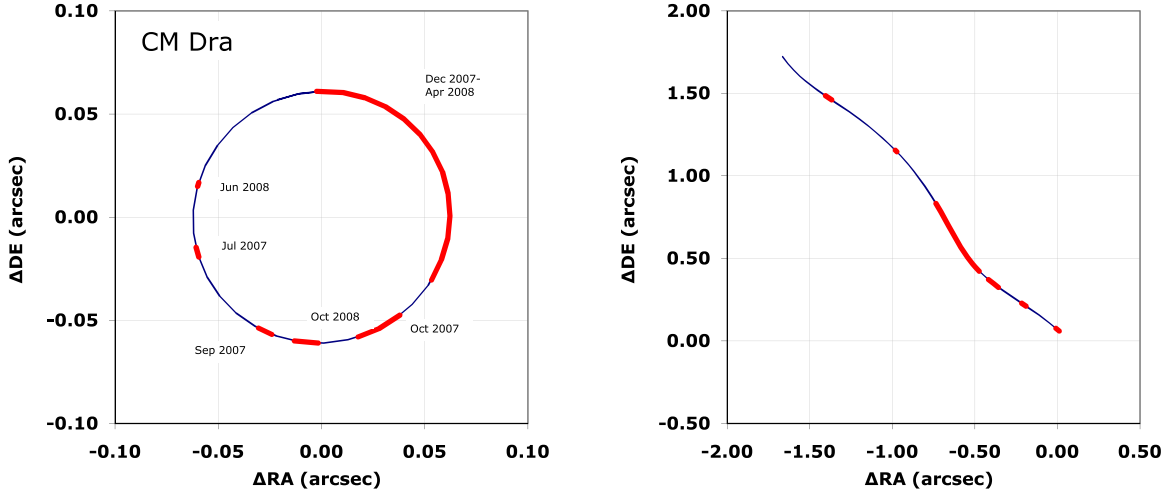 CM Dra
Dec 2007-
Apr 2008
Jun 2008
Jul 2007
Oct 2008
Oct 2007
Sep 2007
0.10
0.05
0.00
-0.05
-0.10
-0.10 -0.05 0.00 0.05 0.10
ΔDE (arcsec)
ΔRA (arcsec)
2.00
1.50
1.00
0.50
0.00
-0.50
-2.00 -1.50 -1.00 -0.50 0.00 0.50
ΔDE (arcsec)
ΔRA (arcsec)